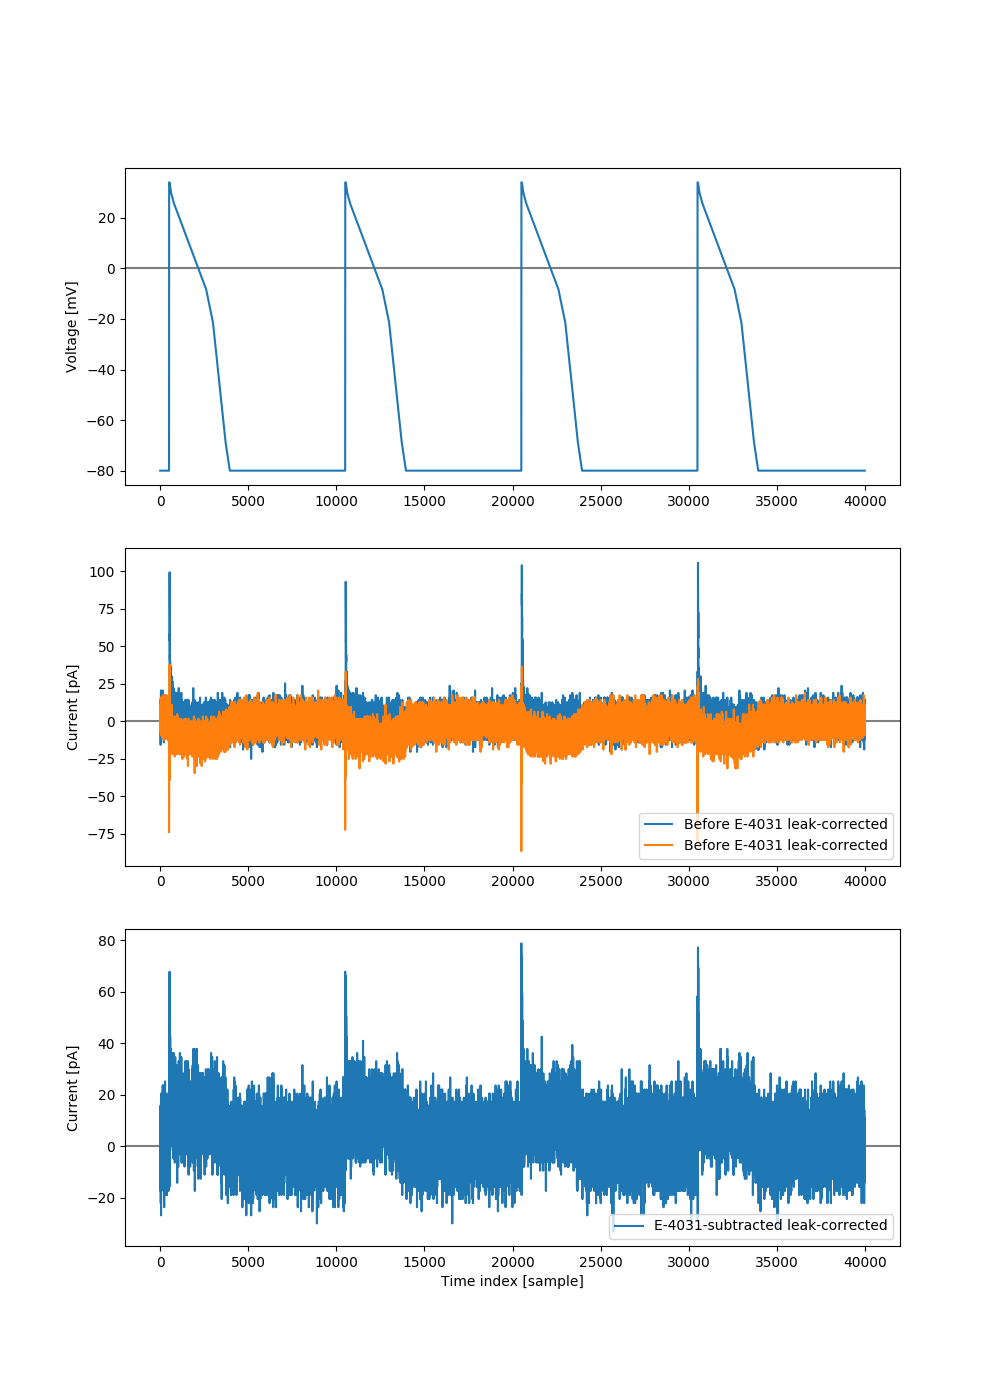 20
0
−20
−40
−60
−80
Voltage [mV]
0 5000 10000 15000 20000 25000 30000 35000 40000
100
75
50
25
0
−25
−50
−75
Current [pA]
Before E-4031 leak-corrected
Before E-4031 leak-corrected
0 5000 10000 15000 20000 25000 30000 35000 40000
80
60
40
20
0
−20
Current [pA]
E-4031-subtracted leak-corrected
0 5000 10000 15000 20000 25000 30000 35000 40000
Time index [sample]